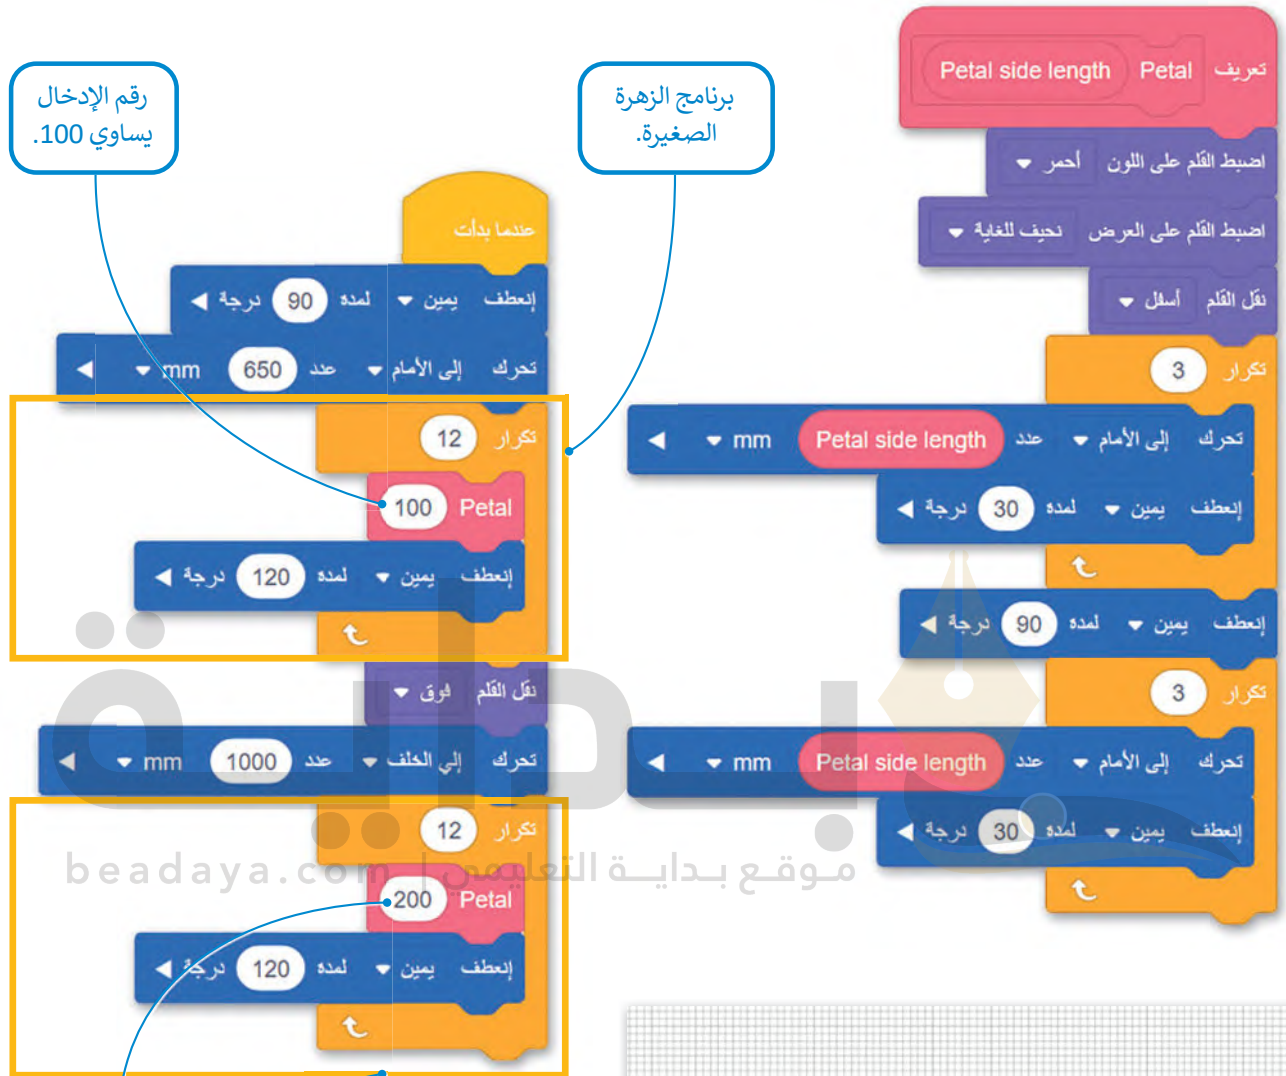 تعريف Petal Petal side length
اضبط القلم على اللون أحمر
اضبط القلم على العرض نحيف للغاية
نقل القلم أسفل
تكرار 3
تحرك إلى الأمام عدد Petal side length mm
إنعطف يمين لمدة 30 درجة
إنعطف يمين لمدة 90 درجة
تكرار 3
تحرك إلى الأمام عدد Petal side length mm
إنعطف يمين لمدة 30 درجة
برنامج الزهرة
الصغيرة.
رقم الإدخال
يساوي 100.
عندما بدأت
إنعطف يمين لمدة 90 درجة
تحرك إلى الأمام عدد 650 mm
تكرار 12
Petal 100
إنعطف يمين لمدة 120 درجة
نقل القلم فوق
تحرك إلي الخلف عدد 1000 mm
تكرار 12
Petal 200
إنعطف يمين لمدة 120 درجة
بداية
موقع بداية التعليمي | beadaya.com